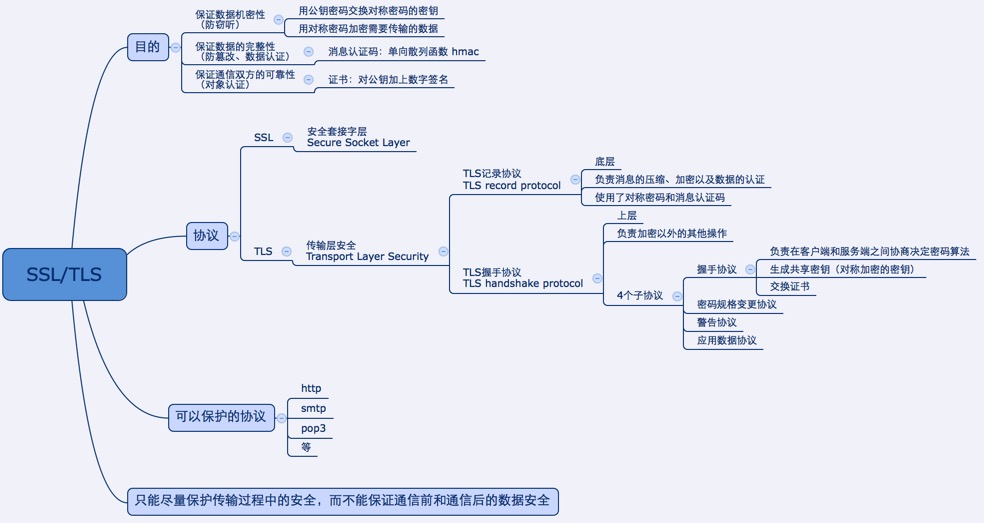 SSL/TLS
目的
保证数据机密性
（防窃听）
用公钥密码交换对称密码的密钥
用对称密码加密需要传输的数据
保证数据的完整性
（防篡改、数据认证）
消息认证码：单向散列函数 hmac
保证通信双方的可靠性
（对象认证）
证书：对公钥加上数字签名
协议
SSL
安全套接字层
Secure Socket Layer
TLS
传输层安全
Transport Layer Security
TLS记录协议
TLS record protocol
底层
负责消息的压缩、加密以及数据的认证
使用了对称密码和消息认证码
TLS握手协议
TLS handshake protocol
上层
负责加密以外的其他操作
4个子协议
握手协议
负责在客户端和服务端之间协商决定密码算法
生成共享密钥（对称加密的密钥）
交换证书
密码规格变更协议
警告协议
应用数据协议
可以保护的协议
http
smtp
pop3
等
只能尽量保护传输过程中的安全，而不能保证通信前和通信后的数据安全